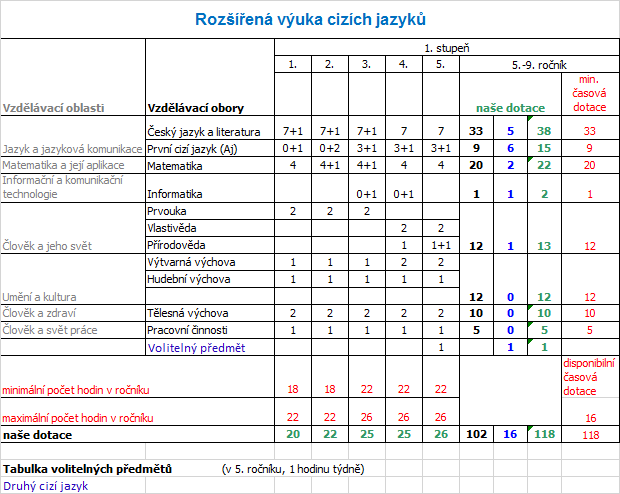 Rozšířená výuka cizích jazyků
1. stupeň
1. 2. 3. 4. 5. 5.-9. ročník
Vzdělávací oblasti Vzdělávací obory naše dotace min. časová dotace
Český jazyk a literatura 7+1 7+1 7+1 7 7 33 5 38 33
Jazyk a jazyková komunikace První cizí jazyk (Aj) 0+1 0+2 3+1 3+1 3+1 9 6 15 9
Matematika a její aplikace Matematika 4 4+1 4+1 4 4 20 2 22 20
Informační a komunikační technologie Informatika 0+1 0+1 1 1 2 1
Prvouka 2 2 2
Vlastivěda 2 2
Člověk a jeho svět Přírodověda 1 1+1 12 1 13 12
Výtvarná výchova 1 1 1 2 2
Hudební výchova 1 1 1 1 1
Umění a kultura 12 0 12 12
Člověk a zdraví Tělesná výchova 2 2 2 2 2 10 0 10 10
Člověk a svět práce Pracovní činnosti 1 1 1 1 1 5 0 5 5
Volitelný předmět 1 1 1
minimální počet hodin v ročníku 18 18 22 22 22 disponibilní časová dotace
maximální počet hodin v ročníku 22 22 26 26 26 16
naše dotace 20 22 25 25 26 102 16 118 118
Tabulka volitelných předmětů (v 5. ročníku, 1 hodinu týdně)
Druhý cizí jazyk